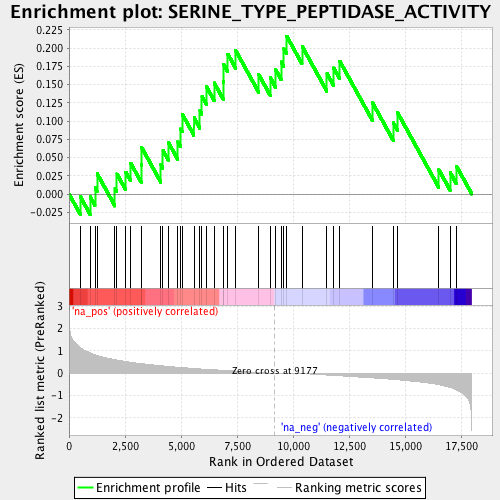 Enrichment plot: SERINE_TYPE_PEPTIDASE_ACTIVITY
Enrichment score (ES)
0.225
0.200
0.175
0.150
0.125
0.100
0.075
0.050
0.025
0.000
-0.025
'na_pos' (positively correlated)
Ranked list metric (PreRanked)
3
2
1
0
-1
-2
Zero cross at 9177
'na_neg' (negatively correlated)
0 2,500 5,000 7,500 10,000 12,500 15,000 17,500
Rank in Ordered Dataset
Enrichment profile Hits Ranking metric scores